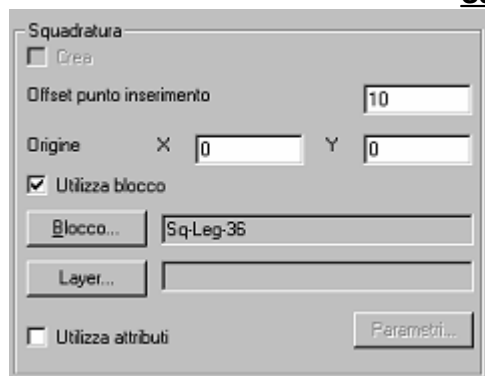 Squadratura
Crea
Offset punto inserimento 10
Origine X 0 Y 0
Utilizza blocco
Blocco... Sq-Leg-36
Layer...
Utilizza attributi Parametri...